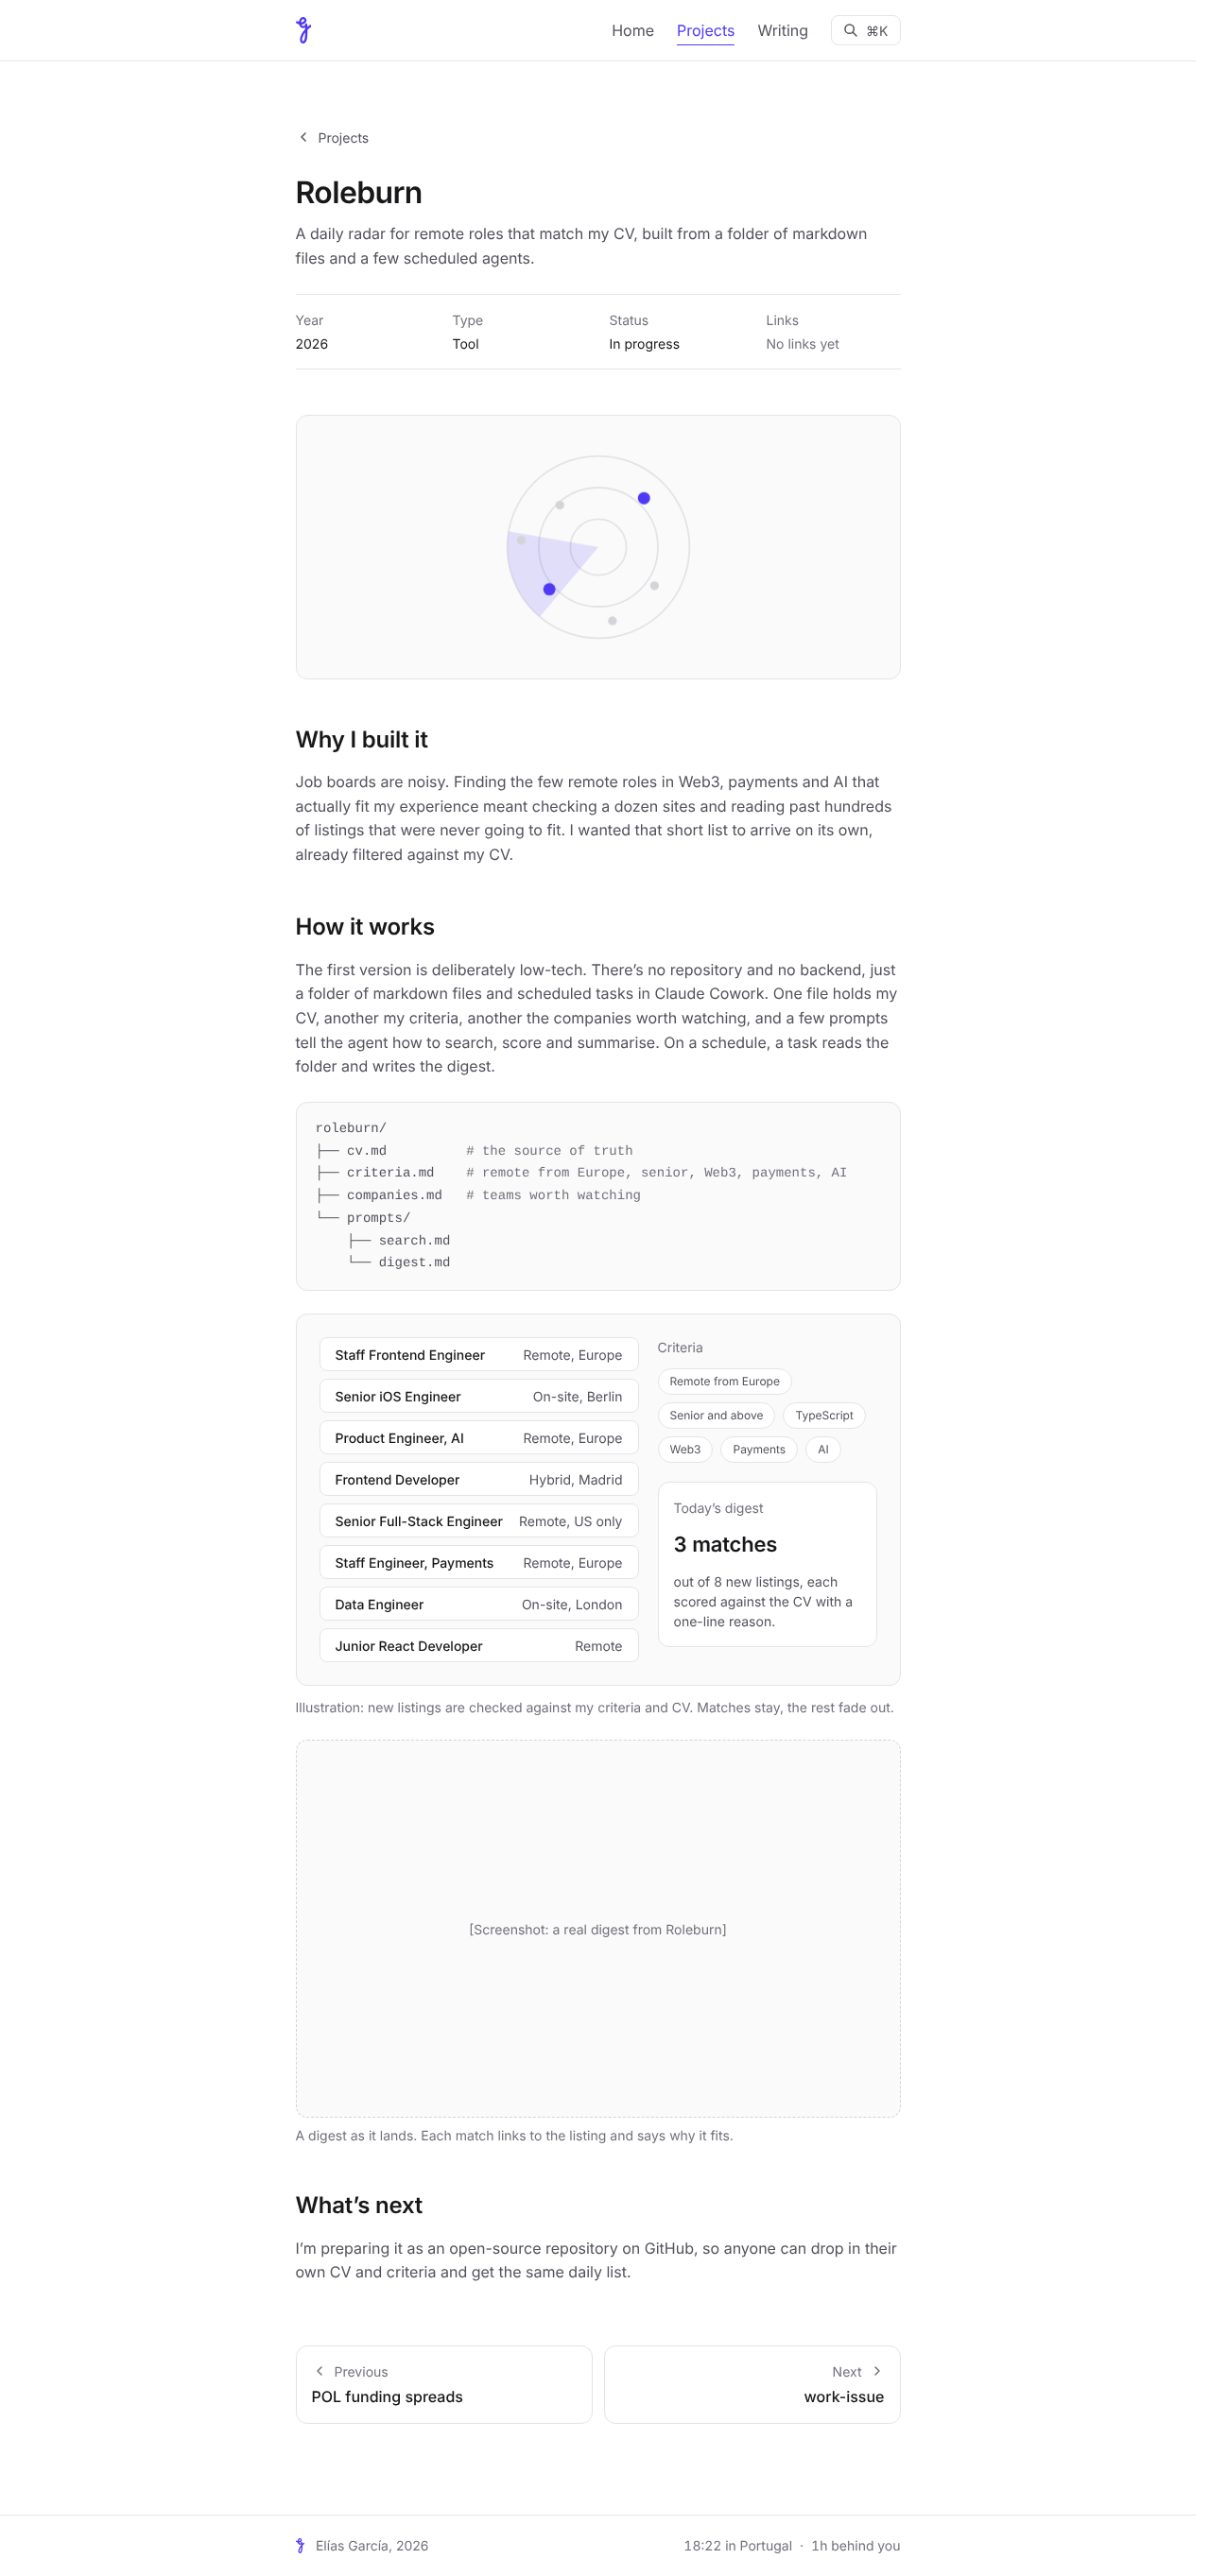 Home Projects Writing ⌘K
Projects
Roleburn
A daily radar for remote roles that match my CV, built from a folder of markdown
files and a few scheduled agents.
Year Type Status Links
2026 Tool In progress No links yet
Why I built it
Job boards are noisy. Finding the few remote roles in Web3, payments and AI that
actually fit my experience meant checking a dozen sites and reading past hundreds
of listings that were never going to fit. I wanted that short list to arrive on its own,
already filtered against my CV.
How it works
The first version is deliberately low-tech. There’s no repository and no backend, just
a folder of markdown files and scheduled tasks in Claude Cowork. One file holds my
CV, another my criteria, another the companies worth watching, and a few prompts
tell the agent how to search, score and summarise. On a schedule, a task reads the
folder and writes the digest.
roleburn/
├── cv.md # the source of truth
├── criteria.md # remote from Europe, senior, Web3, payments, AI
├── companies.md # teams worth watching
└── prompts/
├── search.md
└── digest.md
Staff Frontend Engineer Remote, Europe
Senior iOS Engineer On-site, Berlin
Product Engineer, AI Remote, Europe
Frontend Developer Hybrid, Madrid
Senior Full-Stack Engineer Remote, US only
Staff Engineer, Payments Remote, Europe
Data Engineer On-site, London
Junior React Developer Remote
Criteria
Remote from Europe
Senior and above TypeScript
Web3 Payments AI
Today’s digest
3 matches
out of 8 new listings, each
scored against the CV with a
one-line reason.
Illustration: new listings are checked against my criteria and CV. Matches stay, the rest fade out.
[Screenshot: a real digest from Roleburn]
A digest as it lands. Each match links to the listing and says why it fits.
What’s next
I’m preparing it as an open-source repository on GitHub, so anyone can drop in their
own CV and criteria and get the same daily list.
Previous
POL funding spreads
Next
work-issue
Elías García, 2026 18:22 in Portugal · 1h behind you